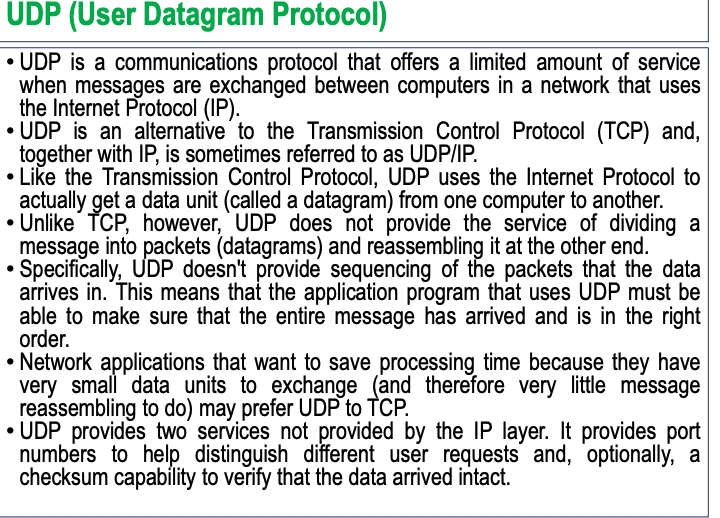 UDP (User Datagram Protocol)
• UDP is a communications protocol that offers a limited amount of service
when messages are exchanged between computers in a network that uses
the Internet Protocol (IP).
• UDP is an alternative to the Transmission Control Protocol (TCP) and,
together with IP, is sometimes referred to as UDP/IP.
• Like the Transmission Control Protocol, UDP uses the Internet Protocol to
actually get a data unit (called a datagram) from one computer to another.
• Unlike TCP, however, UDP does not provide the service of dividing a
message into packets (datagrams) and reassembling it at the other end.
• Specifically, UDP doesn't provide sequencing of the packets that the data
arrives in. This means that the application program that uses UDP must be
able to make sure that the entire message has arrived and is in the right
order.
• Network applications that want to save processing time because they have
very small data units to exchange (and therefore very little message
reassembling to do) may prefer UDP to TCP.
• UDP provides two services not provided by the IP layer. It provides port
numbers to help distinguish different user requests and, optionally, a
checksum capability to verify that the data arrived intact.